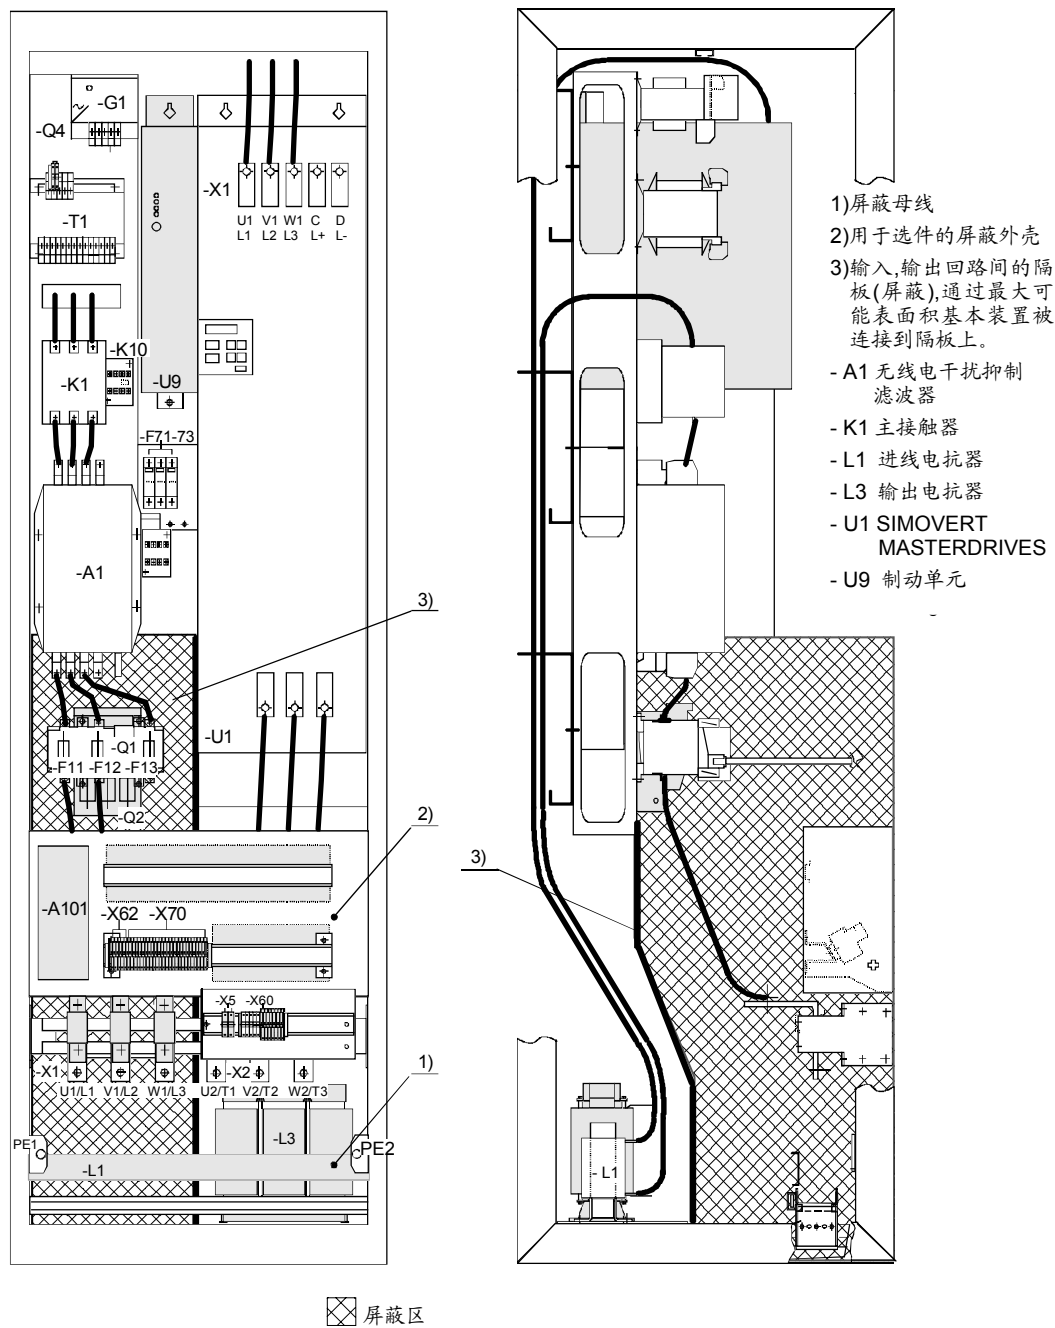 -G1
-Q4
-X1
U1 V1 W1 C D
L1 L2 L3 L+ L-
-T1
-K10
-K1
-U9
-F71-73
-A1
3)
-U1
-Q1
-F11 -F12 -F13
-Q2
2)
-A101
-X62 -X70
-X5 -X60
-X1 -X2
U1/L1 V1/L2 W1/L3 U2/T1 V2/T2 W2/T3
1)
-L3
PE1
PE2
-L1
3)
- L1
1)屏蔽母线
2)用于选件的屏蔽外壳
3)输入,输出回路间的隔
板(屏蔽),通过最大可
能表面积基本装置被
连接到隔板上。
- A1 无线电干扰抑制
滤波器
- K1 主接触器
- L1 进线电抗器
- L3 输出电抗器
- U1 SIMOVERT
MASTERDRIVES
- U9 制动单元
屏蔽区